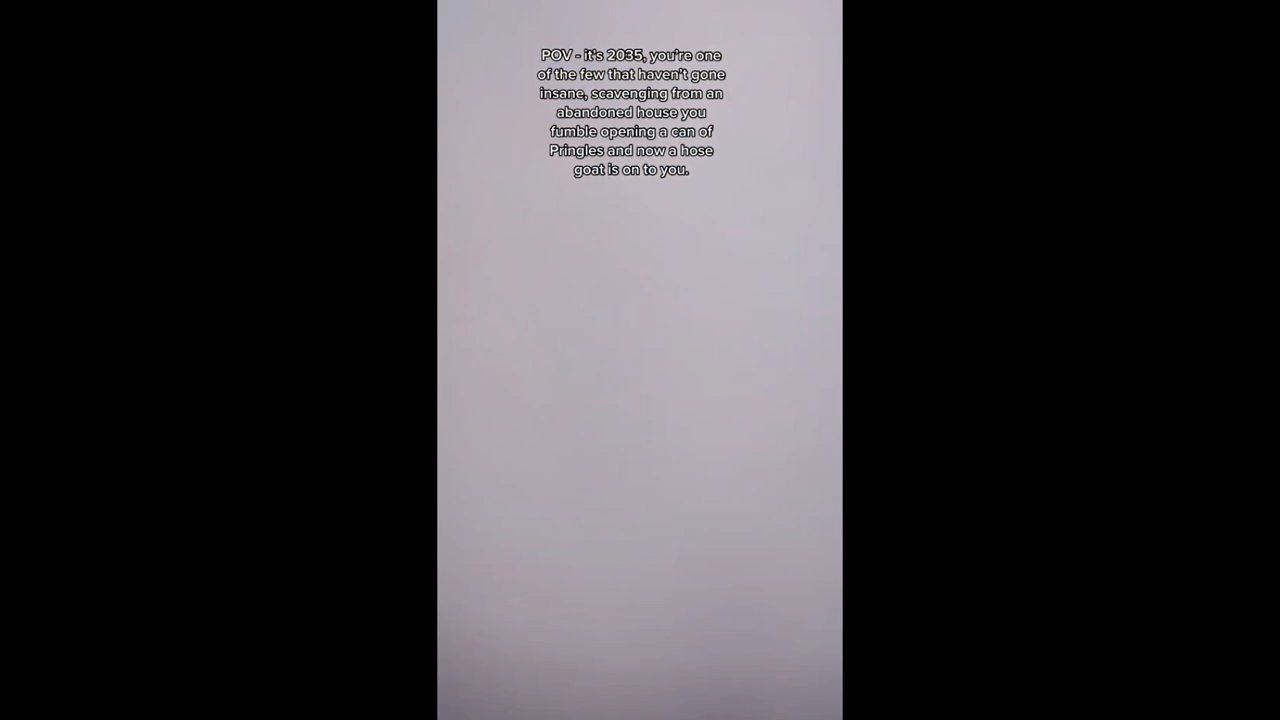 POV - it's 2035, you're one
of the few that haven't gone
insane, scavenging from an
abandoned house you
fumble opening a can of
Pringles and now a hose
goat is on to you.